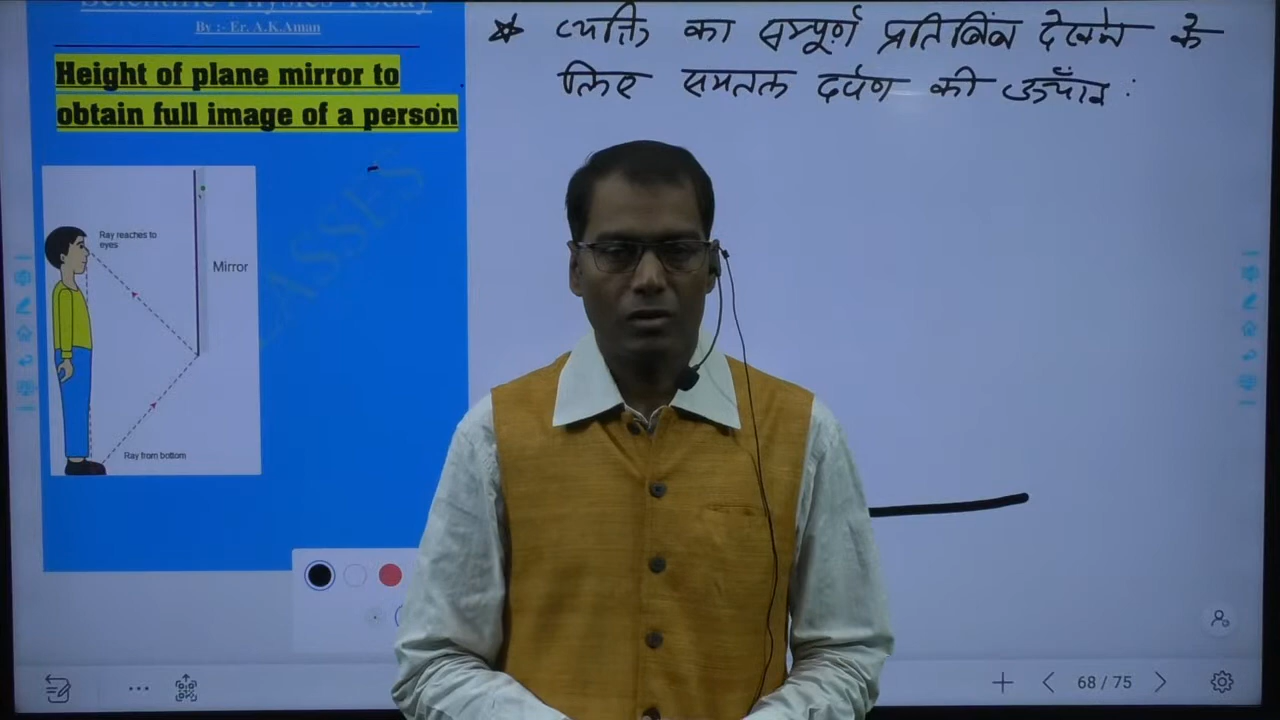 Scientific Physics Today
By :- Er. A.K.Aman
Height of plane mirror to
obtain full image of a person
Ray reaches to
eyes
Mirror
Ray from bottom
CLASSES
* व्यक्ति का सम्पूर्ण प्रतिबिंब देखने के
लिए समतल दर्पण की ऊँचाई :
68 / 75